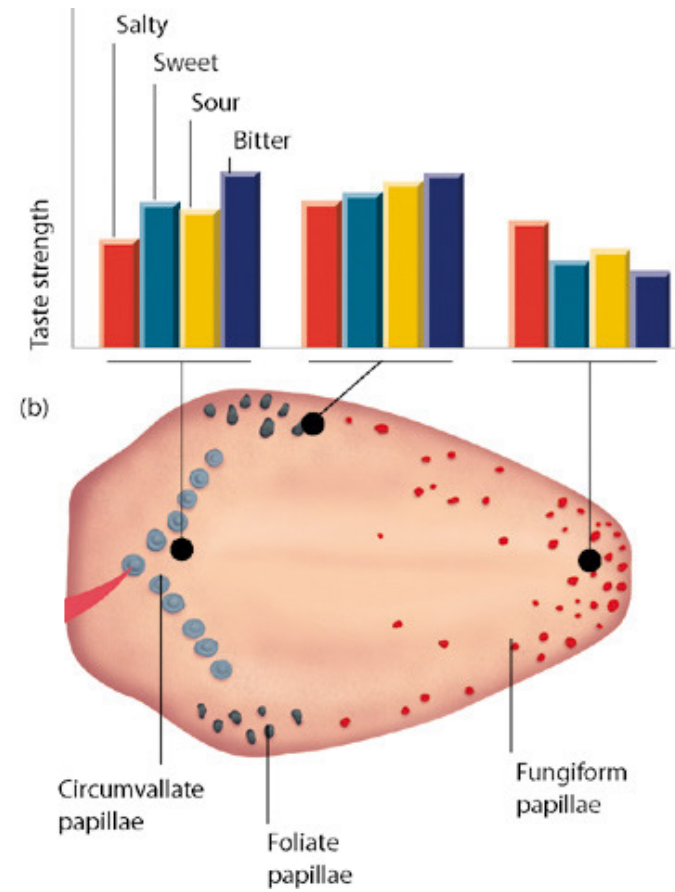 Salty
Sweet
Sour
Bitter
Taste strength
(b)
Circumvallate
papillae
Foliate
papillae
Fungiform
papillae